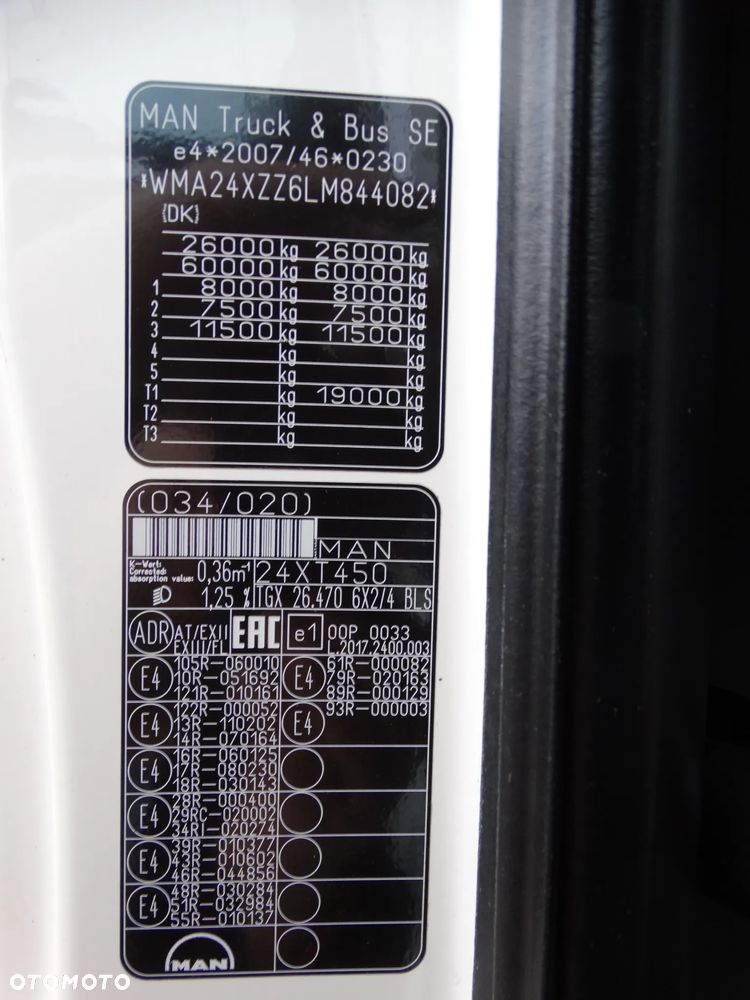 MAN Truck & Bus SE
e4*2007/46*0230
*WMA24XZZ6LM844082*
(DK)
26000 kg 26000 kg
60000 kg 60000 kg
1 8000 kg 8000 kg
2 7500 kg 7500 kg
3 11500 kg 11500 kg
4 kg kg
5 kg kg
T1 kg 19000 kg
T2 kg kg
T3 kg kg
(034/020)
MAN
K-Wert:
Corrected
absorption value: 0,36m⁻¹ 24XT450
1,25 % TGX 26.470 6X2/4 BLS
ADR AT/EXII EAC e1 00P 0033
EXIII/FL L.2017.2400.003
E4 105R-060010 E4 61R-000082
10R-051692 79R-020163
121R-010161 89R-000129
E4 122R-000052 E4 93R-000003
13R-110202
14R-070164
E4 16R-060125
17R-080230
18R-030143
E4 28R-000400
29RC-020002
34RI-020274
E4 39R-010377
43R-010602
46R-044856
E4 48R-030284
51R-032984
55R-010137
MAN
OTOMOTO